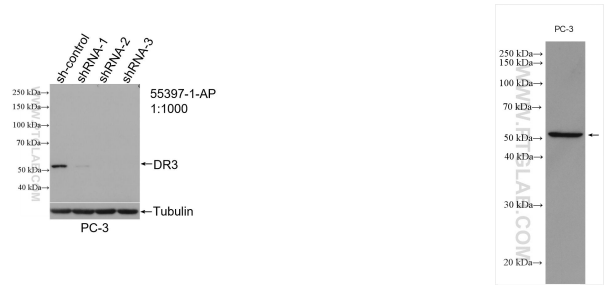 sh-control
shRNA-1
shRNA-2
shRNA-3
250 kDa→
150 kDa→
100 kDa→
70 kDa→
50 kDa→
40 kDa→
55397-1-AP
1:1000
←DR3
←Tubulin
PC-3
WWW.PTGLAB.COM
PC-3
250 kDa→
150 kDa→
100 kDa→
70 kDa→
50 kDa→
40 kDa→
30 kDa→
20 kDa→
WWW.PTGLAB.COM